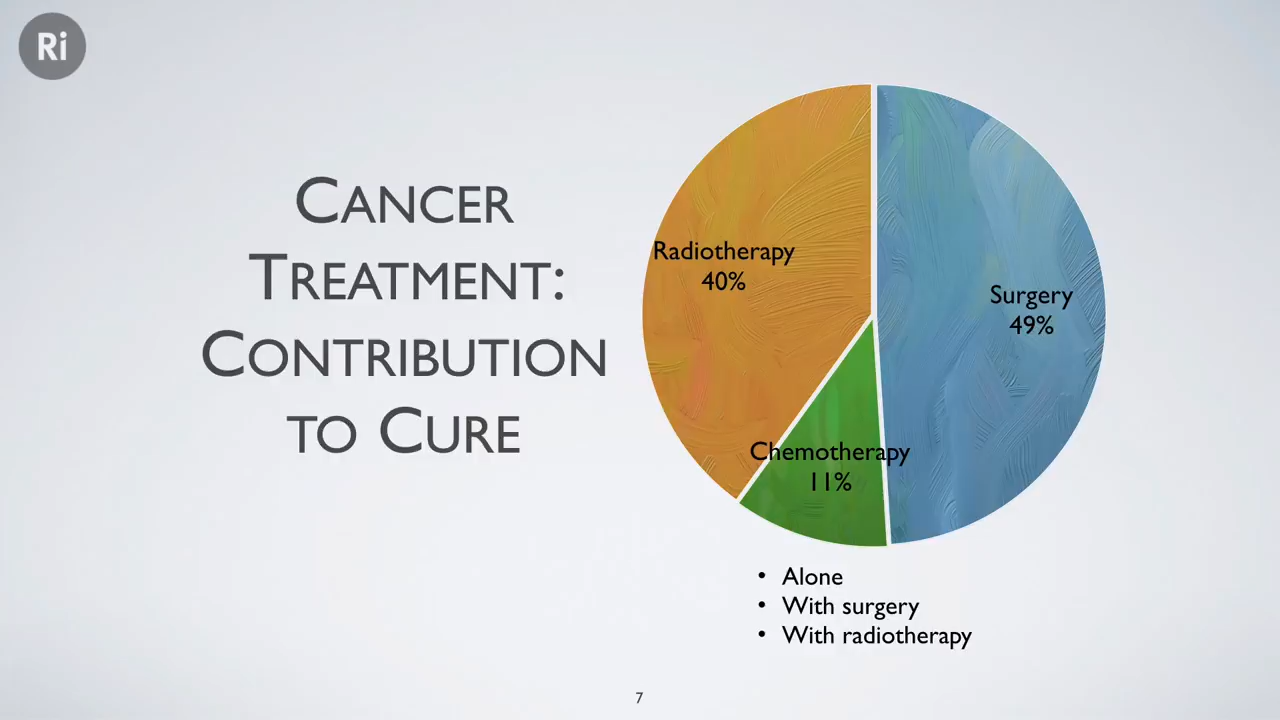 Ri
CANCER
TREATMENT:
CONTRIBUTION
TO CURE
Radiotherapy
40%
Surgery
49%
Chemotherapy
11%
• Alone
• With surgery
• With radiotherapy
7